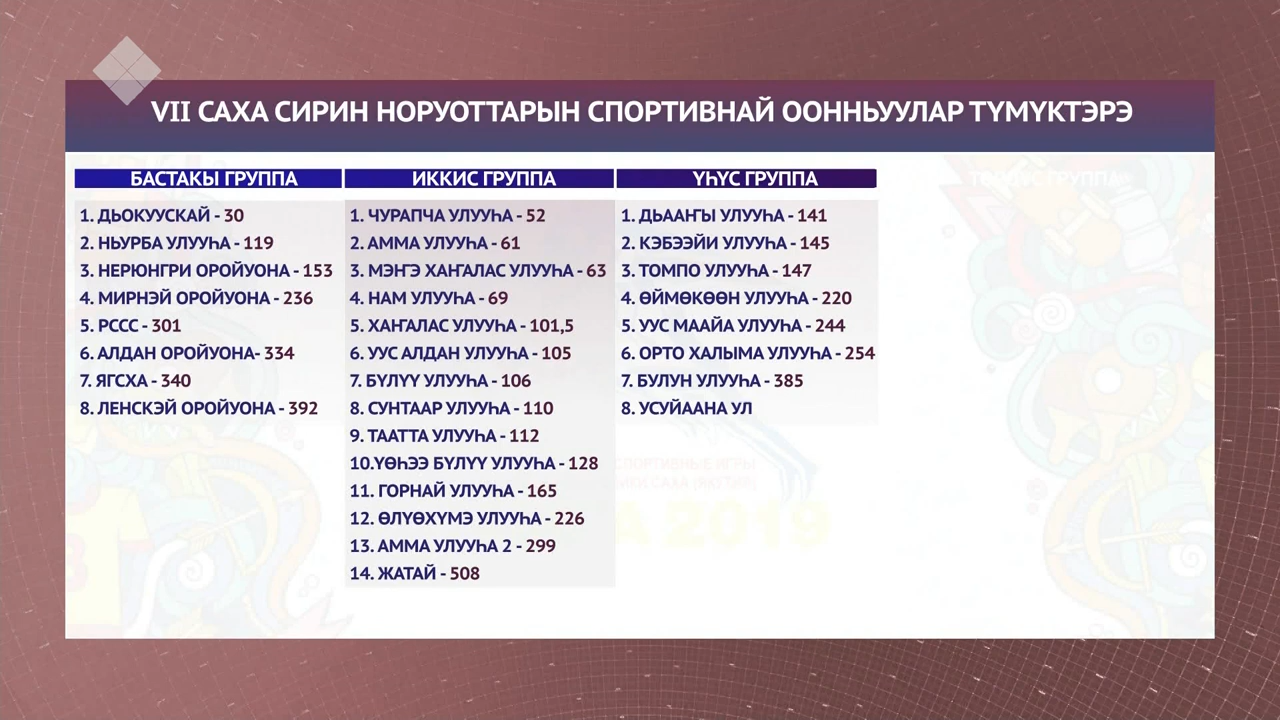 VII САХА СИРИН НОРУОТТАРЫН СПОРТИВНАЙ ООННЬУУЛАР ТҮМҮКТЭРЭ
БАСТАКЫ ГРУППА
1. ДЬОКУУСКАЙ - 30
2. НЬУРБА УЛУУҺА - 119
3. НЕРЮНГРИ ОРОЙУОНА - 153
4. МИРНЭЙ ОРОЙУОНА - 236
5. РССС - 301
6. АЛДАН ОРОЙУОНА- 334
7. ЯГСХА - 340
8. ЛЕНСКЭЙ ОРОЙУОНА - 392
ИККИС ГРУППА
1. ЧУРАПЧА УЛУУҺА - 52
2. АММА УЛУУҺА - 61
3. МЭҤЭ ХАҤАЛАС УЛУУҺА - 63
4. НАМ УЛУУҺА - 69
5. ХАҤАЛАС УЛУУҺА - 101,5
6. УУС АЛДАН УЛУУҺА - 105
7. БҮЛҮҮ УЛУУҺА - 106
8. СУНТААР УЛУУҺА - 110
9. ТААТТА УЛУУҺА - 112
10.ҮӨҺЭЭ БҮЛҮҮ УЛУУҺА - 128
11. ГОРНАЙ УЛУУҺА - 165
12. ӨЛҮӨХҮМЭ УЛУУҺА - 226
13. АММА УЛУУҺА 2 - 299
14. ЖАТАЙ - 508
ҮҺҮС ГРУППА
1. ДЬААҤЫ УЛУУҺА - 141
2. КЭБЭЭЙИ УЛУУҺА - 145
3. ТОМПО УЛУУҺА - 147
4. ӨЙМӨКӨӨН УЛУУҺА - 220
5. УУС МААЙА УЛУУҺА - 244
6. ОРТО ХАЛЫМА УЛУУҺА - 254
7. БУЛУН УЛУУҺА - 385
8. УСУЙААНА УЛ
СПОРТИВНЫЕ ИГРЫ
САХА (ЯКУТИЯ)
2019